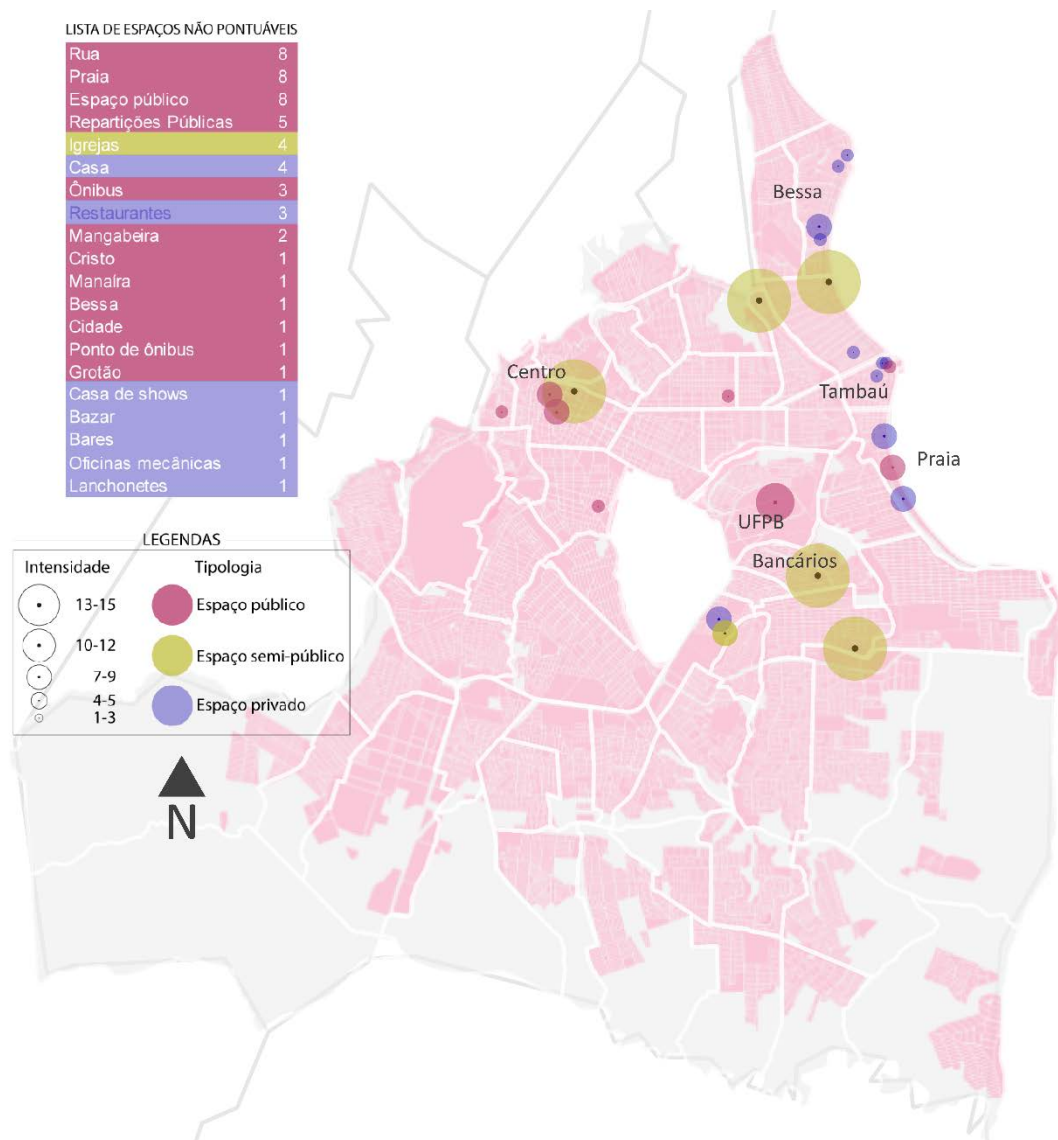 LISTA DE ESPAÇOS NÃO PONTUÁVEIS
Rua 8
Praia 8
Espaço público 8
Repartições Públicas 5
Igrejas 4
Casa 4
Ônibus 3
Restaurantes 3
Mangabeira 2
Cristo 1
Manaíra 1
Bessa 1
Cidade 1
Ponto de ônibus 1
Grotão 1
Casa de shows 1
Bazar 1
Bares 1
Oficinas mecânicas 1
Lanchonetes 1
Bessa
Centro
Tambaú
Praia
UFPB
Bancários
LEGENDAS
Intensidade Tipologia
13-15 Espaço público
10-12
7-9 Espaço semi-público
4-5
1-3 Espaço privado
N